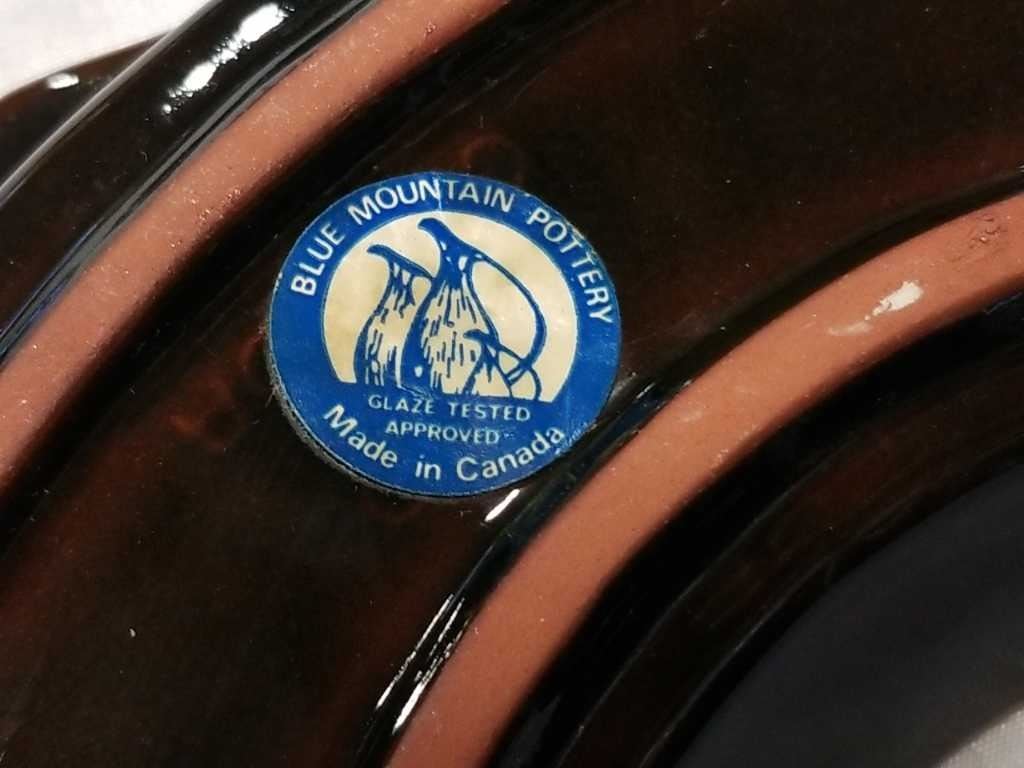 BLUE MOUNTAIN POTTERY
GLAZE TESTED
APPROVED
Made in Canada